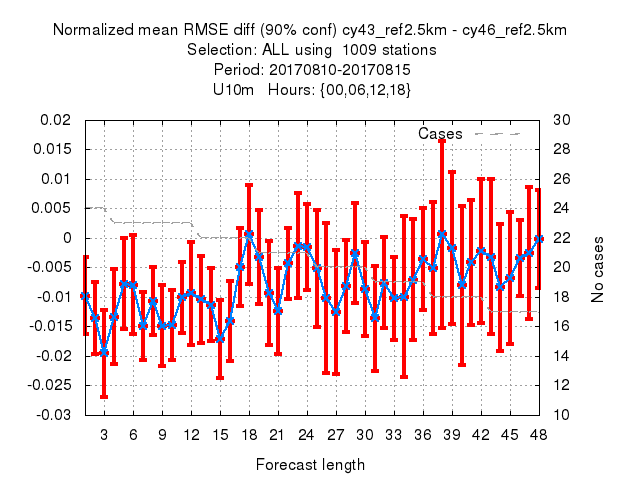 Normalized mean RMSE diff (90% conf) cy43_ref2.5km - cy46_ref2.5km
Selection: ALL using  1009 stations
Period: 20170810-20170815
U10m   Hours: {00,06,12,18}
Cases
0.02
0.015
0.01
0.005
0
-0.005
-0.01
-0.015
-0.02
-0.025
-0.03
30
28
26
24
22
20
18
16
14
12
10
No cases
3 6 9 12 15 18 21 24 27 30 33 36 39 42 45 48
Forecast length